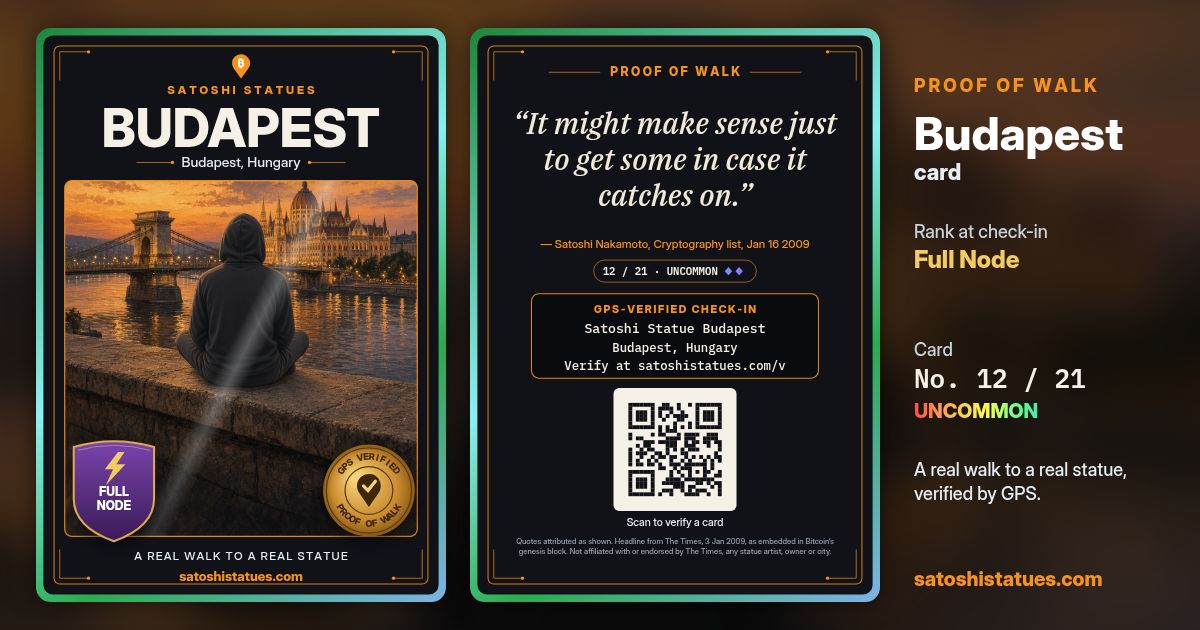 SATOSHI STATUES
BUDAPEST
Budapest, Hungary
FULL
NODE
GPS VERIFIED
PROOF OF WALK
A REAL WALK TO A REAL STATUE
satoshistatues.com
PROOF OF WALK
“It might make sense just
to get some in case it
catches on.”
— Satoshi Nakamoto, Cryptography list, Jan 16 2009
12 / 21 · UNCOMMON
GPS-VERIFIED CHECK-IN
Satoshi Statue Budapest
Budapest, Hungary
Verify at satoshistatues.com/v
Scan to verify a card
Quotes attributed as shown. Headline from The Times, 3 Jan 2009, as embedded in Bitcoin's
genesis block. Not affiliated with or endorsed by The Times, any statue artist, owner or city.
PROOF OF WALK
Budapest
card
Rank at check-in
Full Node
Card
No. 12 / 21
UNCOMMON
A real walk to a real statue,
verified by GPS.
satoshistatues.com